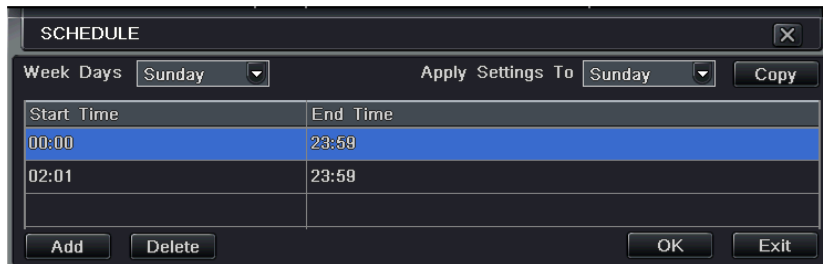 SCHEDULE
Week Days Sunday Apply Settings To Sunday Copy
Start Time End Time
00:00 23:59
02:01 23:59
Add Delete OK Exit